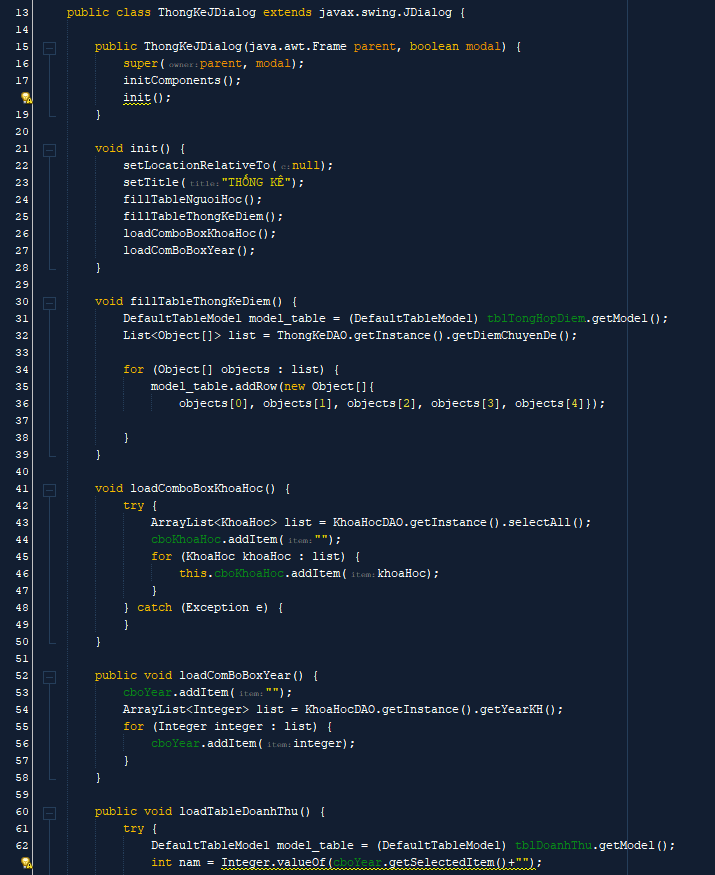 13 public class ThongKeJDialog extends javax.swing.JDialog {
14
15 public ThongKeJDialog(java.awt.Frame parent, boolean modal) {
16 super( owner: parent, modal);
17 initComponents();
init();
19 }
20
21 void init() {
22 setLocationRelativeTo( c: null);
23 setTitle( title: "THỐNG KÊ");
24 fillTableNguoiHoc();
25 fillTableThongKeDiem();
26 loadComboBoxKhoaHoc();
27 loadComBoBoxYear();
28 }
29
30 void fillTableThongKeDiem() {
31 DefaultTableModel model_table = (DefaultTableModel) tblTongHopDiem.getModel();
32 List<Object[]> list = ThongKeDAO.getInstance().getDiemChuyenDe();
33
34 for (Object[] objects : list) {
35 model_table.addRow(new Object[]{
36 objects[0], objects[1], objects[2], objects[3], objects[4]});
37
38 }
39 }
40
41 void loadComboBoxKhoaHoc() {
42 try {
43 ArrayList<KhoaHoc> list = KhoaHocDAO.getInstance().selectAll();
44 cboKhoaHoc.addItem( item: "");
45 for (KhoaHoc khoaHoc : list) {
46 this.cboKhoaHoc.addItem( item: khoaHoc);
47 }
48 } catch (Exception e) {
49 }
50 }
51
52 public void loadComBoBoxYear() {
53 cboYear.addItem( item: "");
54 ArrayList<Integer> list = KhoaHocDAO.getInstance().getYearKH();
55 for (Integer integer : list) {
56 cboYear.addItem( item: integer);
57 }
58 }
59
60 public void loadTableDoanhThu() {
61 try {
62 DefaultTableModel model_table = (DefaultTableModel) tblDoanhThu.getModel();
int nam = Integer.valueOf(cboYear.getSelectedItem()+"");